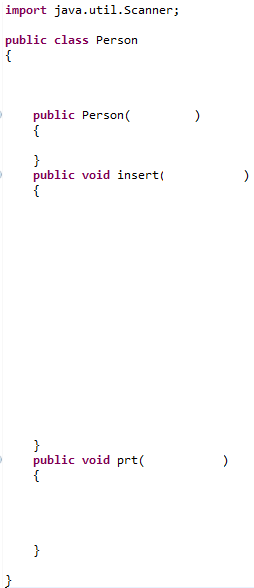 import java.util.Scanner;
public class Person
{
public Person( )
{
}
public void insert( )
{
}
public void prt( )
{
}
}